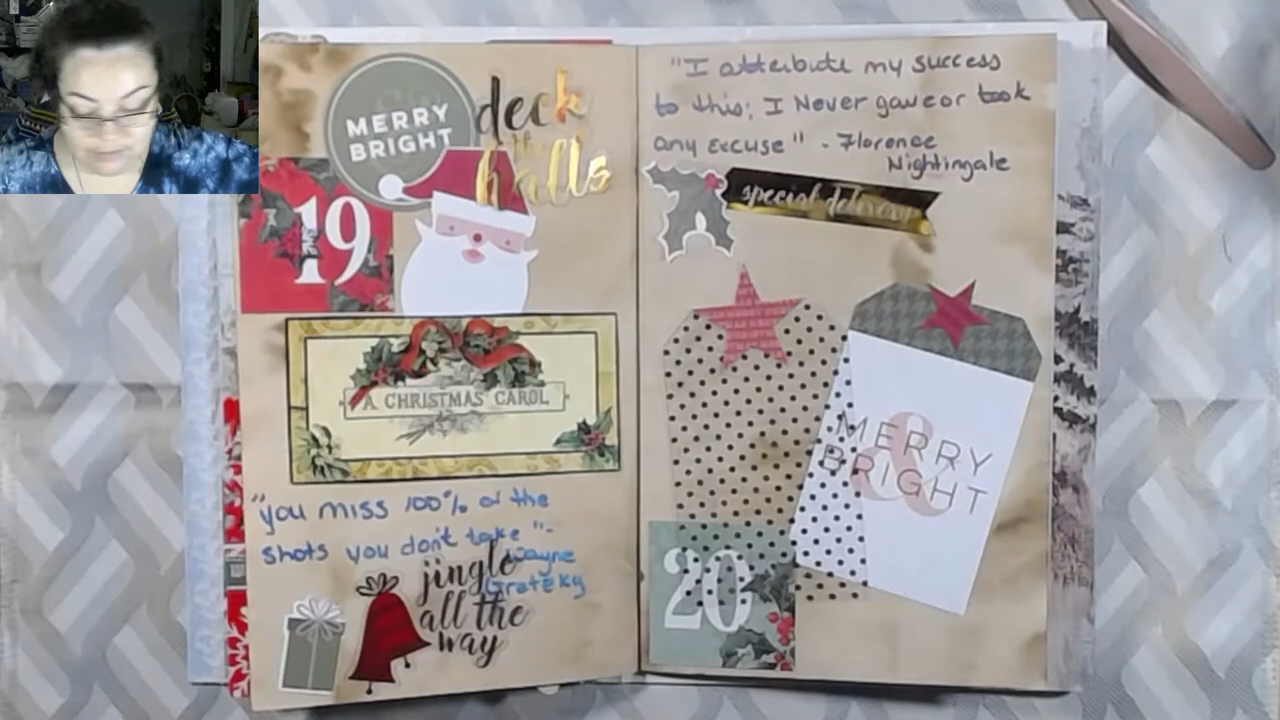 MERRY
BRIGHT
deck
the
halls
19
A CHRISTMAS CAROL
"you miss 100% of the
shots you don't take" -
Wayne
Gretzky
jingle
all the
way
"I atteibute my success
to this; I Never gave or took
any excuse" - Florence
Nightingale
special delivery
MERRY
&
BRIGHT
20